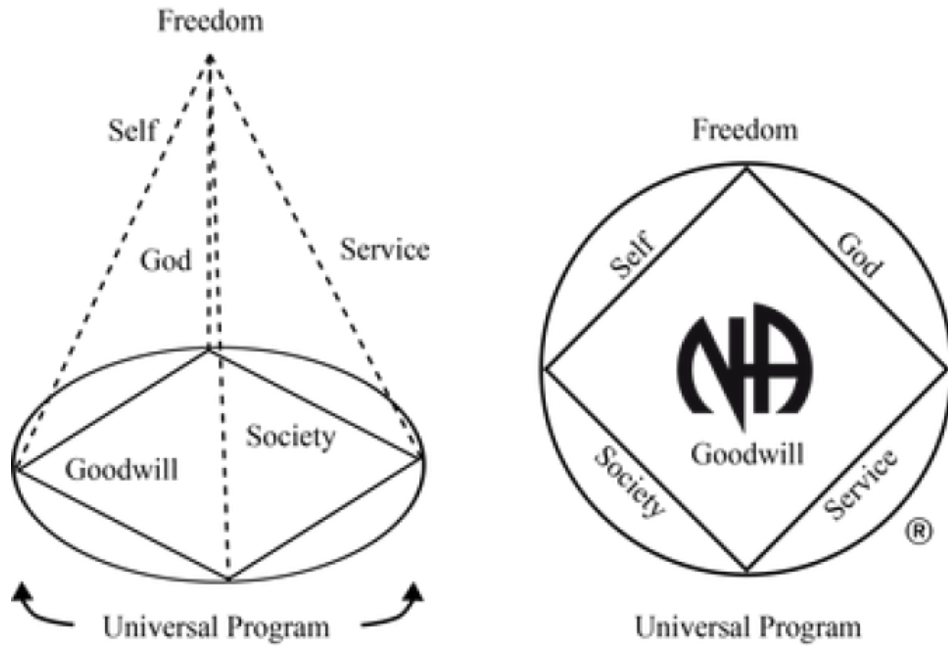 Freedom
Self
God
Service
Society
Goodwill
Universal Program
Freedom
Self
God
NA
Goodwill
Society
Service
®
Universal Program